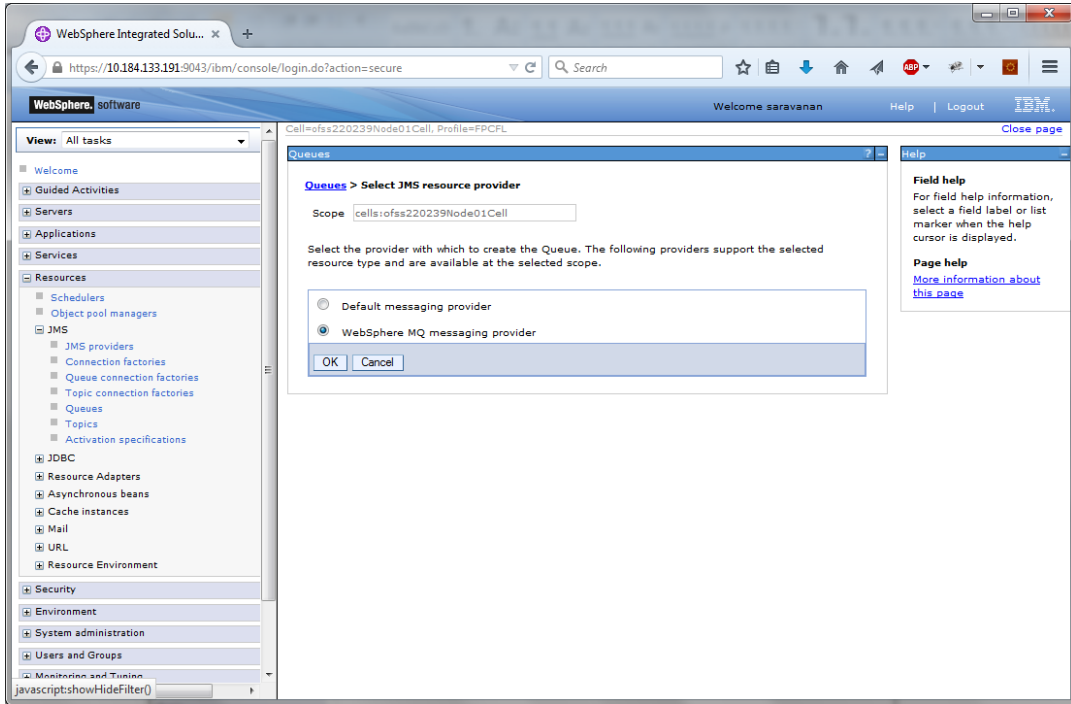 WebSphere Integrated Solu... × +
https://10.184.133.191:9043/ibm/console/login.do?action=secure
Search
ABP
WebSphere. software
Welcome saravanan
Help | Logout
IBM.
View: All tasks
Cell=ofss220239Node01Cell, Profile=FPCFL
Close page
Welcome
Guided Activities
Servers
Applications
Services
Resources
Schedulers
Object pool managers
JMS
JMS providers
Connection factories
Queue connection factories
Topic connection factories
Queues
Topics
Activation specifications
JDBC
Resource Adapters
Asynchronous beans
Cache instances
Mail
URL
Resource Environment
Security
Environment
System administration
Users and Groups
Monitoring and Tuning
javascript:showHideFilter()
Queues ? -
Queues > Select JMS resource provider
Scope cells:ofss220239Node01Cell
Select the provider with which to create the Queue. The following providers support the selected
resource type and are available at the selected scope.
Default messaging provider
WebSphere MQ messaging provider
OK Cancel
Help -
Field help
For field help information,
select a field label or list
marker when the help
cursor is displayed.
Page help
More information about
this page